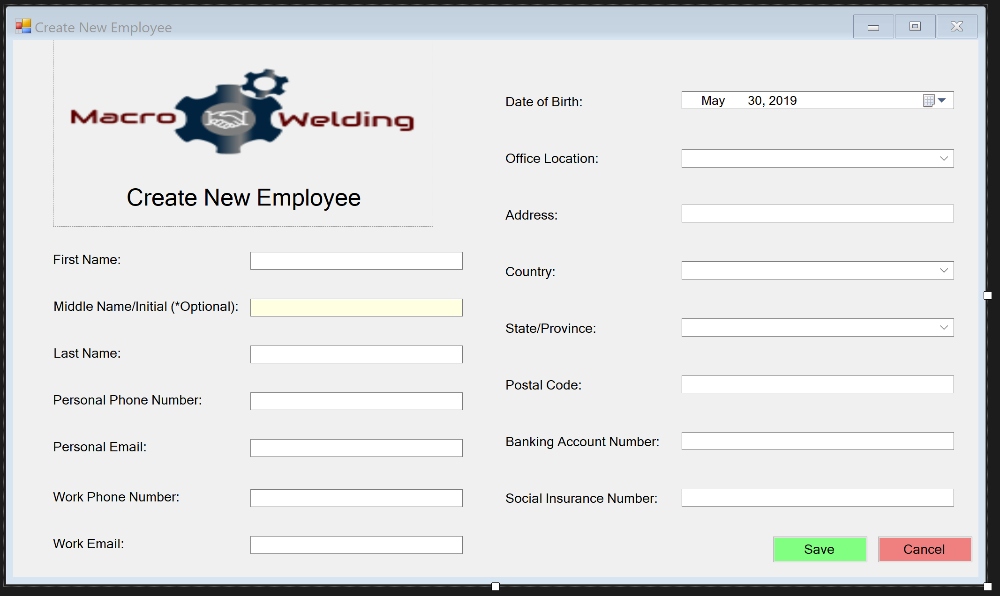 Create New Employee
Macro Welding
Create New Employee
First Name:
Middle Name/Initial (*Optional):
Last Name:
Personal Phone Number:
Personal Email:
Work Phone Number:
Work Email:
Date of Birth:
May 30, 2019
Office Location:
Address:
Country:
State/Province:
Postal Code:
Banking Account Number:
Social Insurance Number:
Save
Cancel